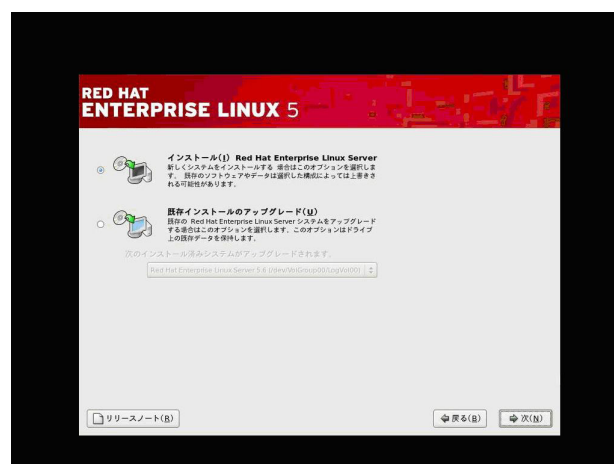 RED HAT
ENTERPRISE LINUX 5
インストール(I) Red Hat Enterprise Linux Server
新しくシステムをインストールする 場合はこのオプションを選択しま
す。 既存のソフトウェアやデータは選択した構成によっては上書きさ
れる可能性があります。
既存インストールのアップグレード(U)
既存の Red Hat Enterprise Linux Server システムをアップグレード
する場合はこのオプションを選択します。このオプションはドライブ
上の既存データを保持します。
次のインストール済みシステムがアップグレードされます。
Red Hat Enterprise Linux Server 5.6 (/dev/VolGroup00/LogVol00)
リリースノート(R)
戻る(B)
次(N)